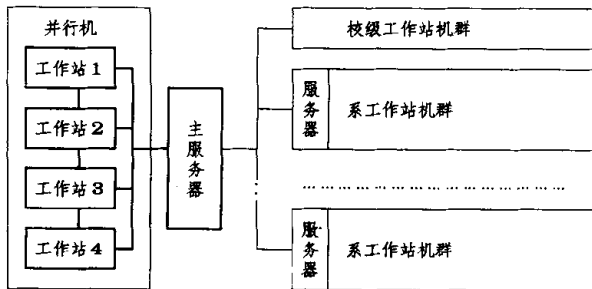 并行机
工作站1
工作站2
工作站3
工作站4
主服务器
校级工作站机群
服务器
系工作站机群
……………………………………
服务器
系工作站机群